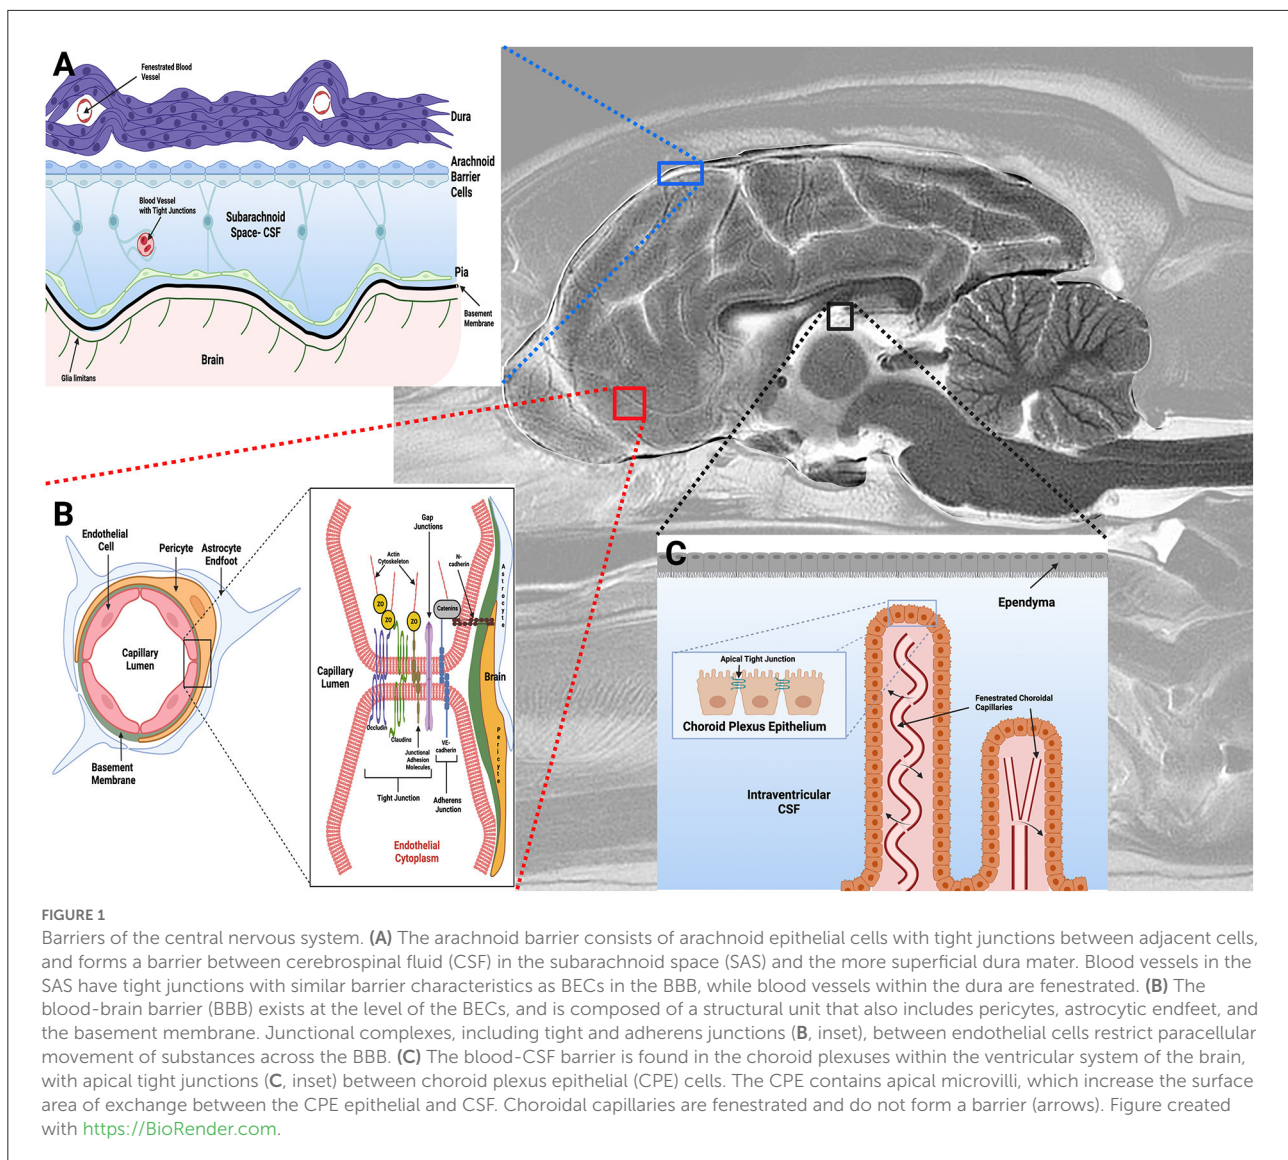 A
Fenestrated Blood
Vessel
Dura
Arachnoid
Barrier
Cells
Blood Vessel
with Tight Junctions
Subarachnoid
Space- CSF
Pia
Basement
Membrane
Glia limitans
Brain
B
Endothelial
Cell
Pericyte
Astrocyte
Endfoot
Capillary
Lumen
Basement
Membrane
Gap
Junctions
Actin
Cytoskeleton
N-
cadherin
ZO
ZO
ZO
Catenins
Astrocyte
Capillary
Lumen
Brain
Occludin
Claudins
Junctional
Adhesion
Molecules
VE-
cadherin
Pericyte
Tight Junction
Adherens
Junction
Endothelial
Cytoplasm
C
Ependyma
Apical Tight Junction
Choroid Plexus Epithelium
Fenestrated Choroidal
Capillaries
Intraventricular
CSF
FIGURE 1
Barriers of the central nervous system. (A) The arachnoid barrier consists of arachnoid epithelial cells with tight junctions between adjacent cells,
and forms a barrier between cerebrospinal fluid (CSF) in the subarachnoid space (SAS) and the more superficial dura mater. Blood vessels in the
SAS have tight junctions with similar barrier characteristics as BECs in the BBB, while blood vessels within the dura are fenestrated. (B) The
blood-brain barrier (BBB) exists at the level of the BECs, and is composed of a structural unit that also includes pericytes, astrocytic endfeet, and
the basement membrane. Junctional complexes, including tight and adherens junctions (B, inset), between endothelial cells restrict paracellular
movement of substances across the BBB. (C) The blood-CSF barrier is found in the choroid plexuses within the ventricular system of the brain,
with apical tight junctions (C, inset) between choroid plexus epithelial (CPE) cells. The CPE contains apical microvilli, which increase the surface
area of exchange between the CPE epithelial and CSF. Choroidal capillaries are fenestrated and do not form a barrier (arrows). Figure created
with https://BioRender.com.